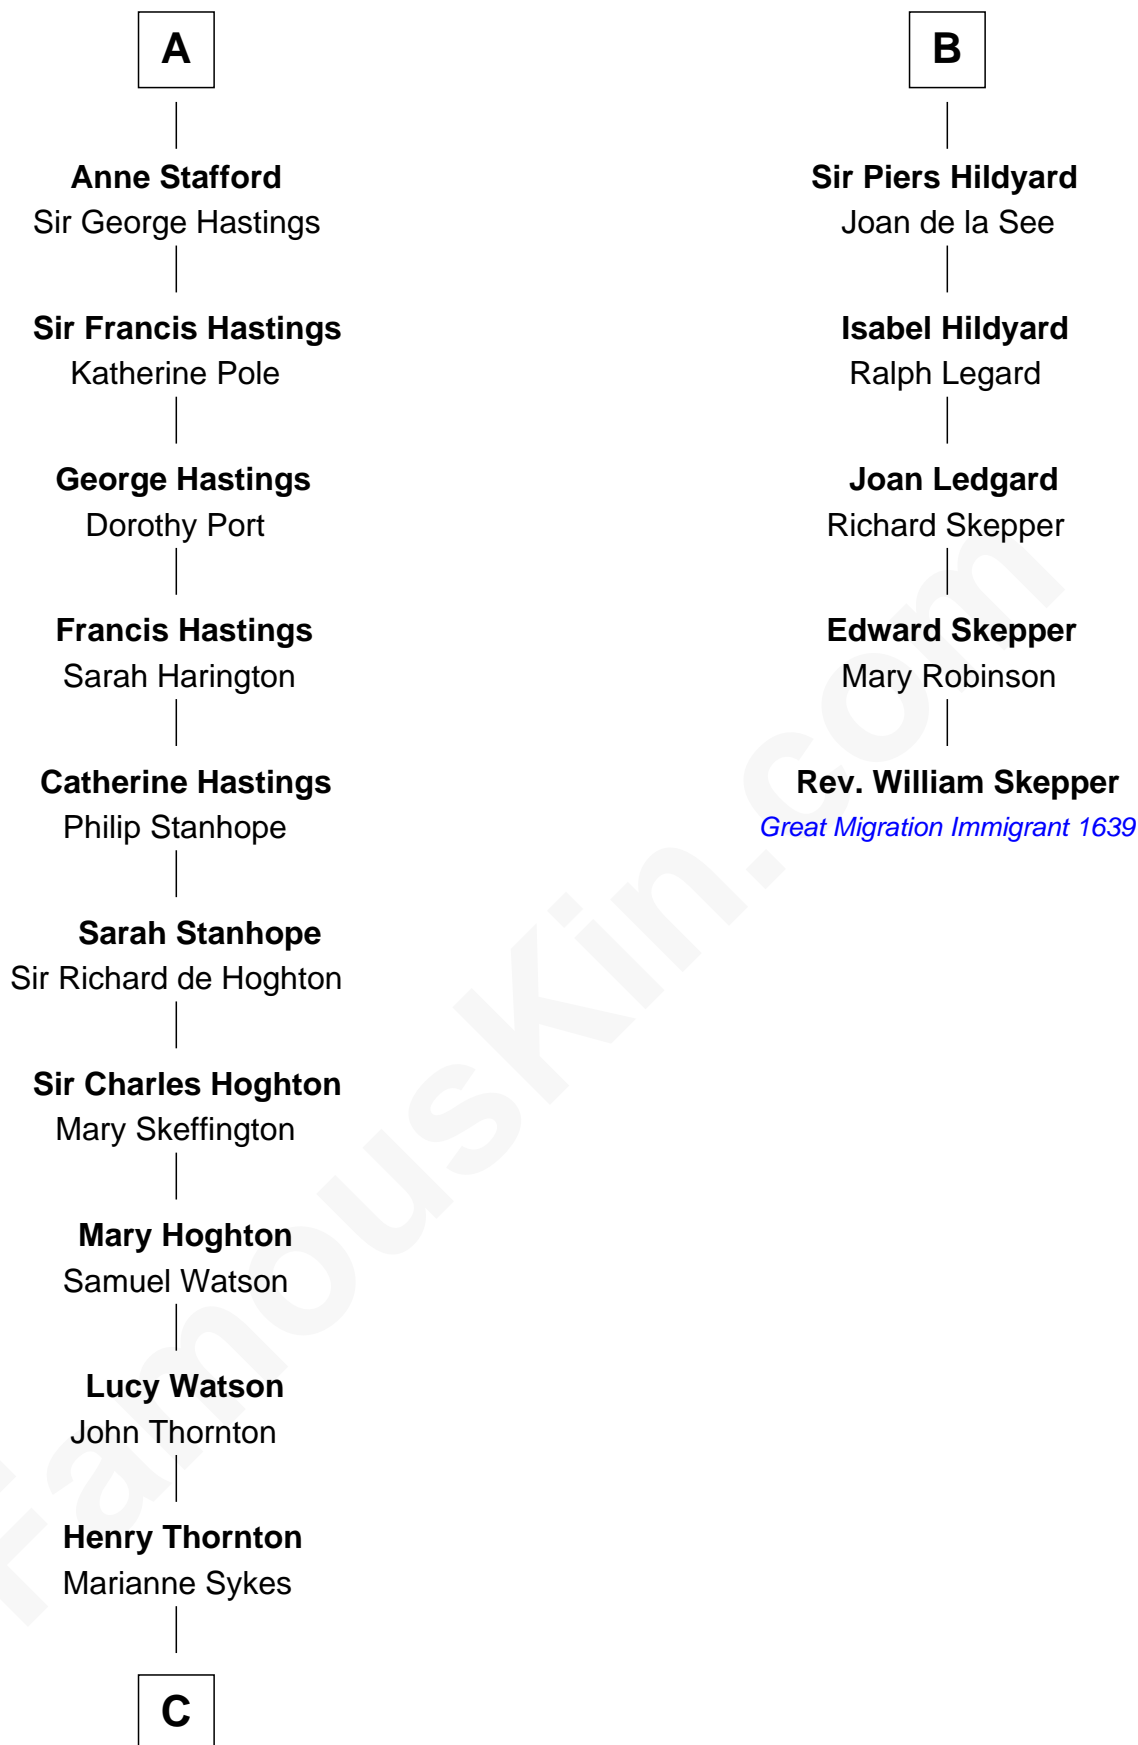 A
Anne Stafford
Sir George Hastings
Sir Francis Hastings
Katherine Pole
George Hastings
Dorothy Port
Francis Hastings
Sarah Harington
Catherine Hastings
Philip Stanhope
Sarah Stanhope
Sir Richard de Hoghton
Sir Charles Hoghton
Mary Skeffington
Mary Hoghton
Samuel Watson
Lucy Watson
John Thornton
Henry Thornton
Marianne Sykes
C
B
Sir Piers Hildyard
Joan de la See
Isabel Hildyard
Ralph Legard
Joan Ledgard
Richard Skepper
Edward Skepper
Mary Robinson
Rev. William Skepper
Great Migration Immigrant 1639
FamousKin.com